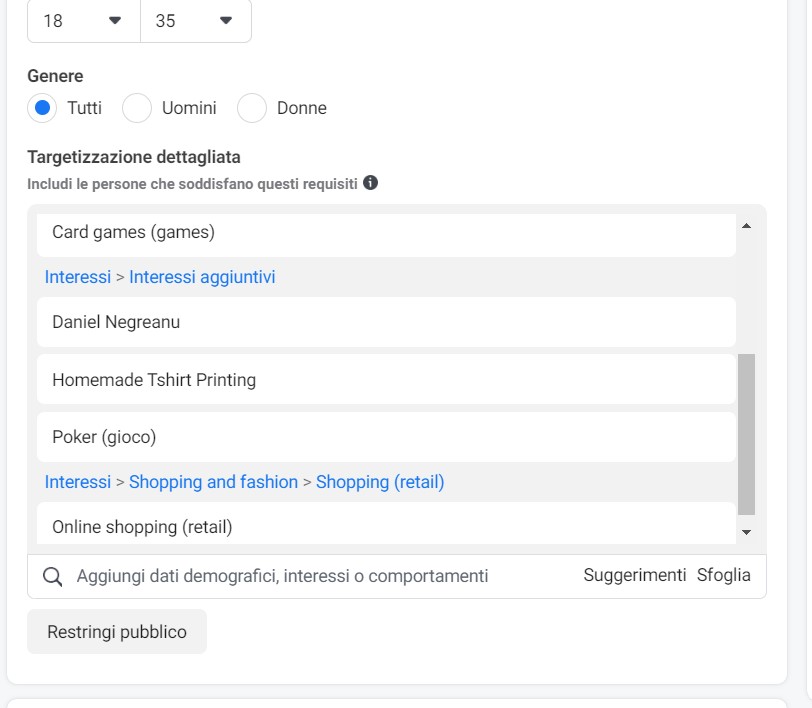 18 35
Genere
Tutti Uomini Donne
Targetizzazione dettagliata
Includi le persone che soddisfano questi requisiti
Card games (games)
Interessi > Interessi aggiuntivi
Daniel Negreanu
Homemade Tshirt Printing
Poker (gioco)
Interessi > Shopping and fashion > Shopping (retail)
Online shopping (retail)
Aggiungi dati demografici, interessi o comportamenti Suggerimenti Sfoglia
Restringi pubblico